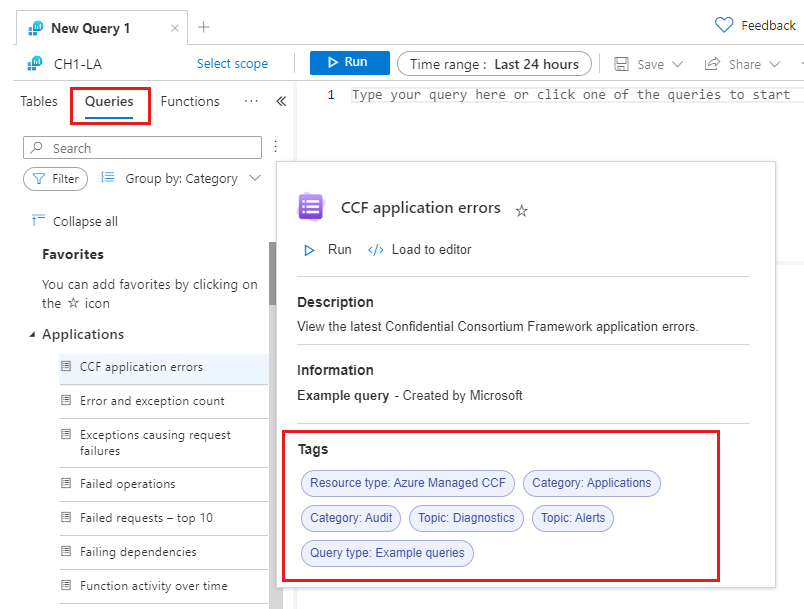 New Query 1
Feedback
CH1-LA
Select scope
Run
Time range : Last 24 hours
Save
Share
Tables
Queries
Functions
1 Type your query here or click one of the queries to start
Search
Filter
Group by: Category
Collapse all
Favorites
You can add favorites by clicking on
the ☆ icon
Applications
CCF application errors
Error and exception count
Exceptions causing request
failures
Failed operations
Failed requests – top 10
Failing dependencies
Function activity over time
CCF application errors
Run
Load to editor
Description
View the latest Confidential Consortium Framework application errors.
Information
Example query - Created by Microsoft
Tags
Resource type: Azure Managed CCF
Category: Applications
Category: Audit
Topic: Diagnostics
Topic: Alerts
Query type: Example queries